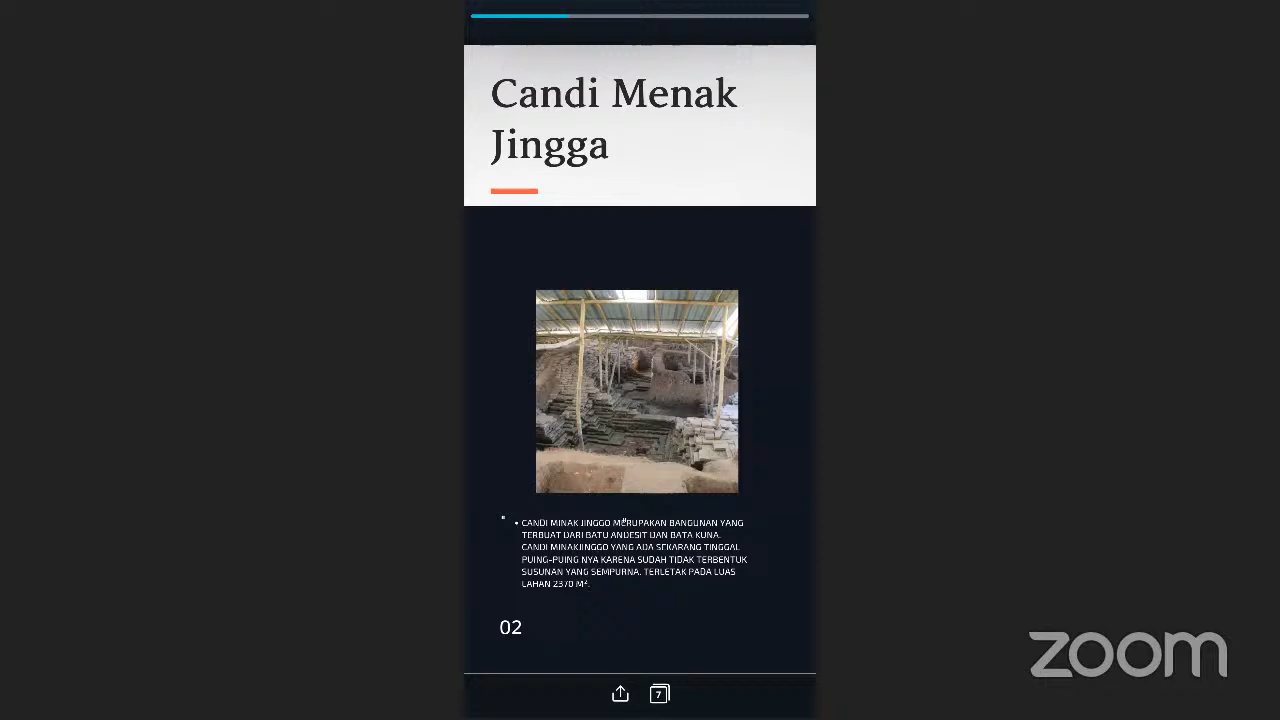 Candi Menak
Jingga
• CANDI MINAK JINGGO MERUPAKAN BANGUNAN YANG
TERBUAT DARI BATU ANDESIT DAN BATA KUNA.
CANDI MINAKJINGGO YANG ADA SEKARANG TINGGAL
PUING-PUING NYA KARENA SUDAH TIDAK TERBENTUK
SUSUNAN YANG SEMPURNA. TERLETAK PADA LUAS
LAHAN 2370 M².
02
7
zoom